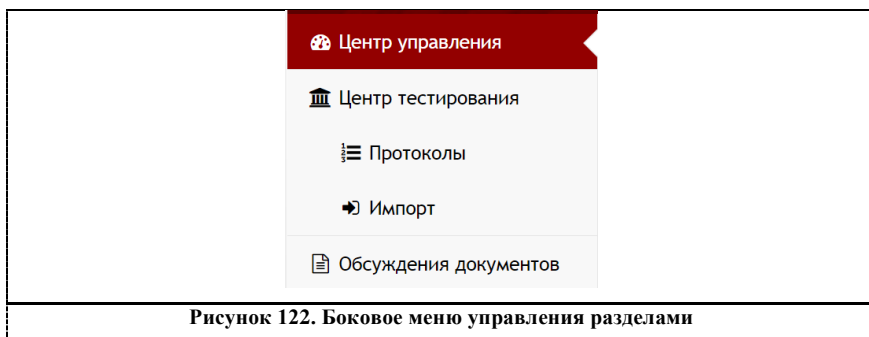 Центр управления
Центр тестирования
Протоколы
Импорт
Обсуждения документов
Рисунок 122. Боковое меню управления разделами